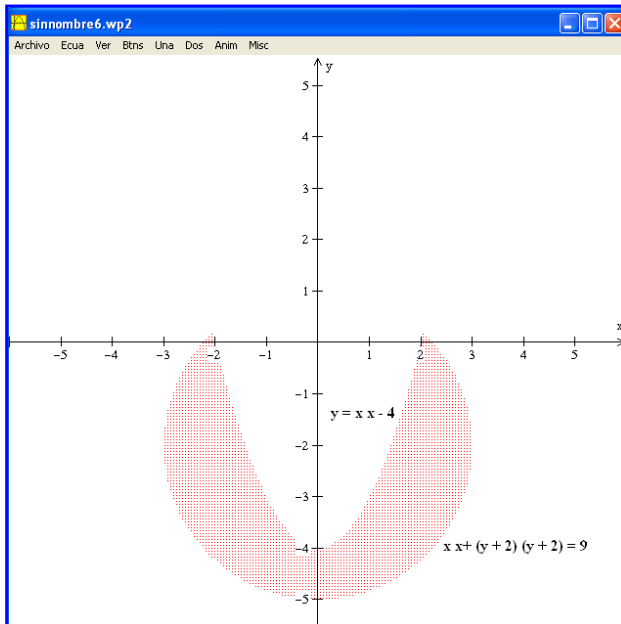 sinnombre6.wp2
Archivo Ecua Ver Btns Una Dos Anim Misc
y
5
4
3
2
1
x
-5 -4 -3 -2 -1 1 2 3 4 5
-1
y = x x - 4
-2
-3
-4
x x+ (y + 2) (y + 2) = 9
-5